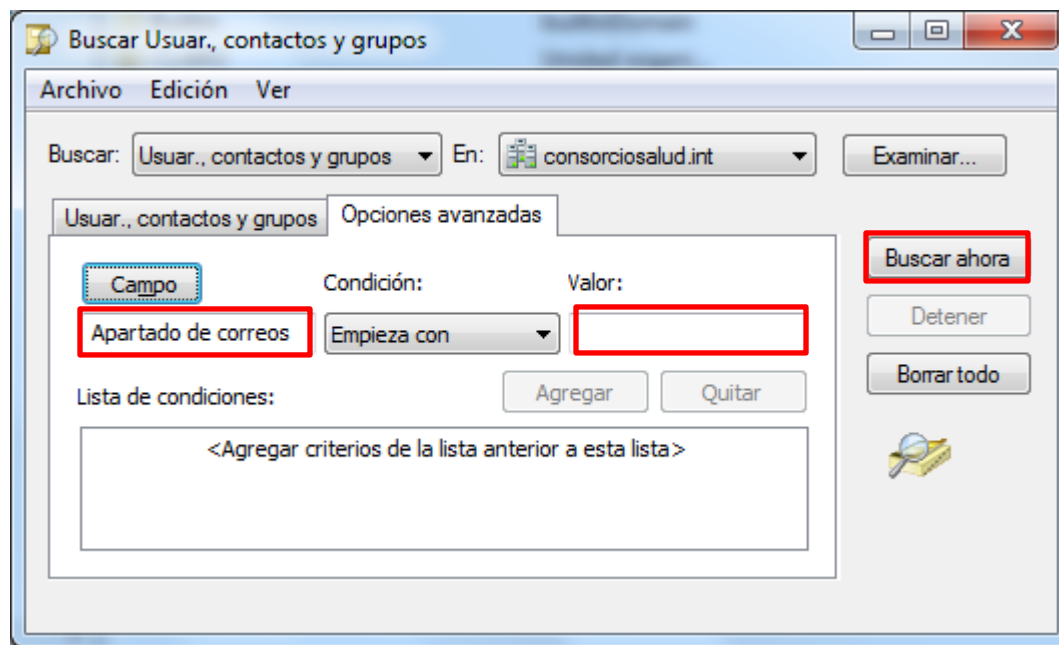 Buscar Usuar., contactos y grupos
Archivo Edición Ver
Buscar: Usuar., contactos y grupos En: consorciosalud.int Examinar...
Usuar., contactos y grupos Opciones avanzadas
Buscar ahora
Campo Condición: Valor:
Detener
Apartado de correos Empieza con
Borrar todo
Lista de condiciones: Agregar Quitar
<Agregar criterios de la lista anterior a esta lista>